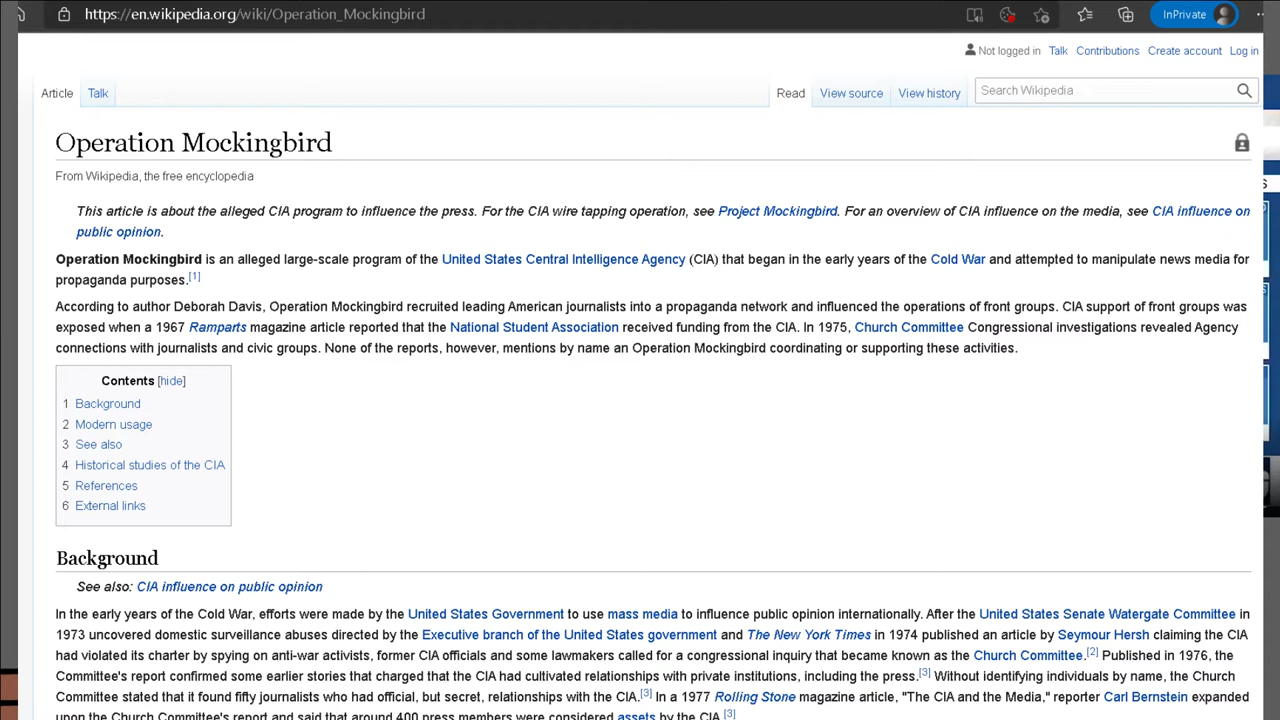 https://en.wikipedia.org/wiki/Operation_Mockingbird
InPrivate
Not logged in Talk Contributions Create account Log in
Article Talk Read View source View history Search Wikipedia
Operation Mockingbird
From Wikipedia, the free encyclopedia
This article is about the alleged CIA program to influence the press. For the CIA wire tapping operation, see Project Mockingbird. For an overview of CIA influence on the media, see CIA influence on
public opinion.
Operation Mockingbird is an alleged large-scale program of the United States Central Intelligence Agency (CIA) that began in the early years of the Cold War and attempted to manipulate news media for
propaganda purposes.[1]
According to author Deborah Davis, Operation Mockingbird recruited leading American journalists into a propaganda network and influenced the operations of front groups. CIA support of front groups was
exposed when a 1967 Ramparts magazine article reported that the National Student Association received funding from the CIA. In 1975, Church Committee Congressional investigations revealed Agency
connections with journalists and civic groups. None of the reports, however, mentions by name an Operation Mockingbird coordinating or supporting these activities.
Contents [hide]
1 Background
2 Modern usage
3 See also
4 Historical studies of the CIA
5 References
6 External links
Background
See also: CIA influence on public opinion
In the early years of the Cold War, efforts were made by the United States Government to use mass media to influence public opinion internationally. After the United States Senate Watergate Committee in
1973 uncovered domestic surveillance abuses directed by the Executive branch of the United States government and The New York Times in 1974 published an article by Seymour Hersh claiming the CIA
had violated its charter by spying on anti-war activists, former CIA officials and some lawmakers called for a congressional inquiry that became known as the Church Committee.[2] Published in 1976, the
Committee's report confirmed some earlier stories that charged that the CIA had cultivated relationships with private institutions, including the press.[3] Without identifying individuals by name, the Church
Committee stated that it found fifty journalists who had official, but secret, relationships with the CIA.[3] In a 1977 Rolling Stone magazine article, "The CIA and the Media," reporter Carl Bernstein expanded
upon the Church Committee's report and said that around 400 press members were considered assets by the CIA.[3]